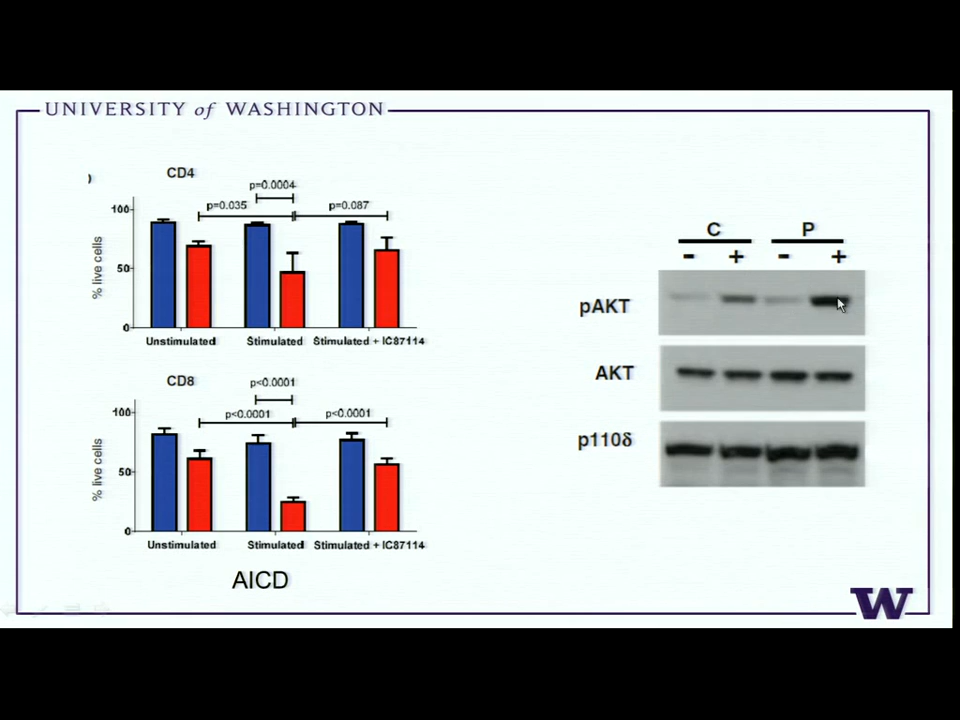 UNIVERSITY of WASHINGTON
)
CD4
p=0.0004
p=0.035
p=0.087
100
50
0
% live cells
Unstimulated
Stimulated
Stimulated + IC87114
CD8
p<0.0001
p<0.0001
p<0.0001
100
50
0
% live cells
Unstimulated
Stimulated
Stimulated + IC87114
AICD
C P
- + - +
pAKT
AKT
p110δ
W